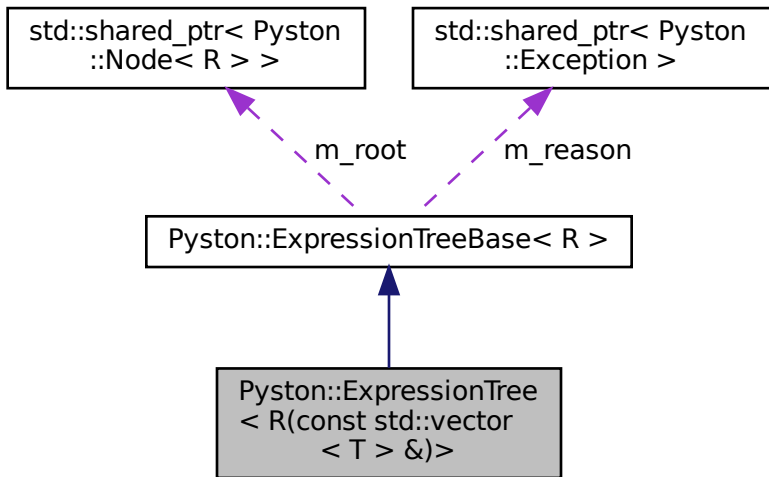 std::shared_ptr< Pyston
::Node< R > >
std::shared_ptr< Pyston
::Exception >
m_root
m_reason
Pyston::ExpressionTreeBase< R >
Pyston::ExpressionTree
< R(const std::vector
< T > &)>